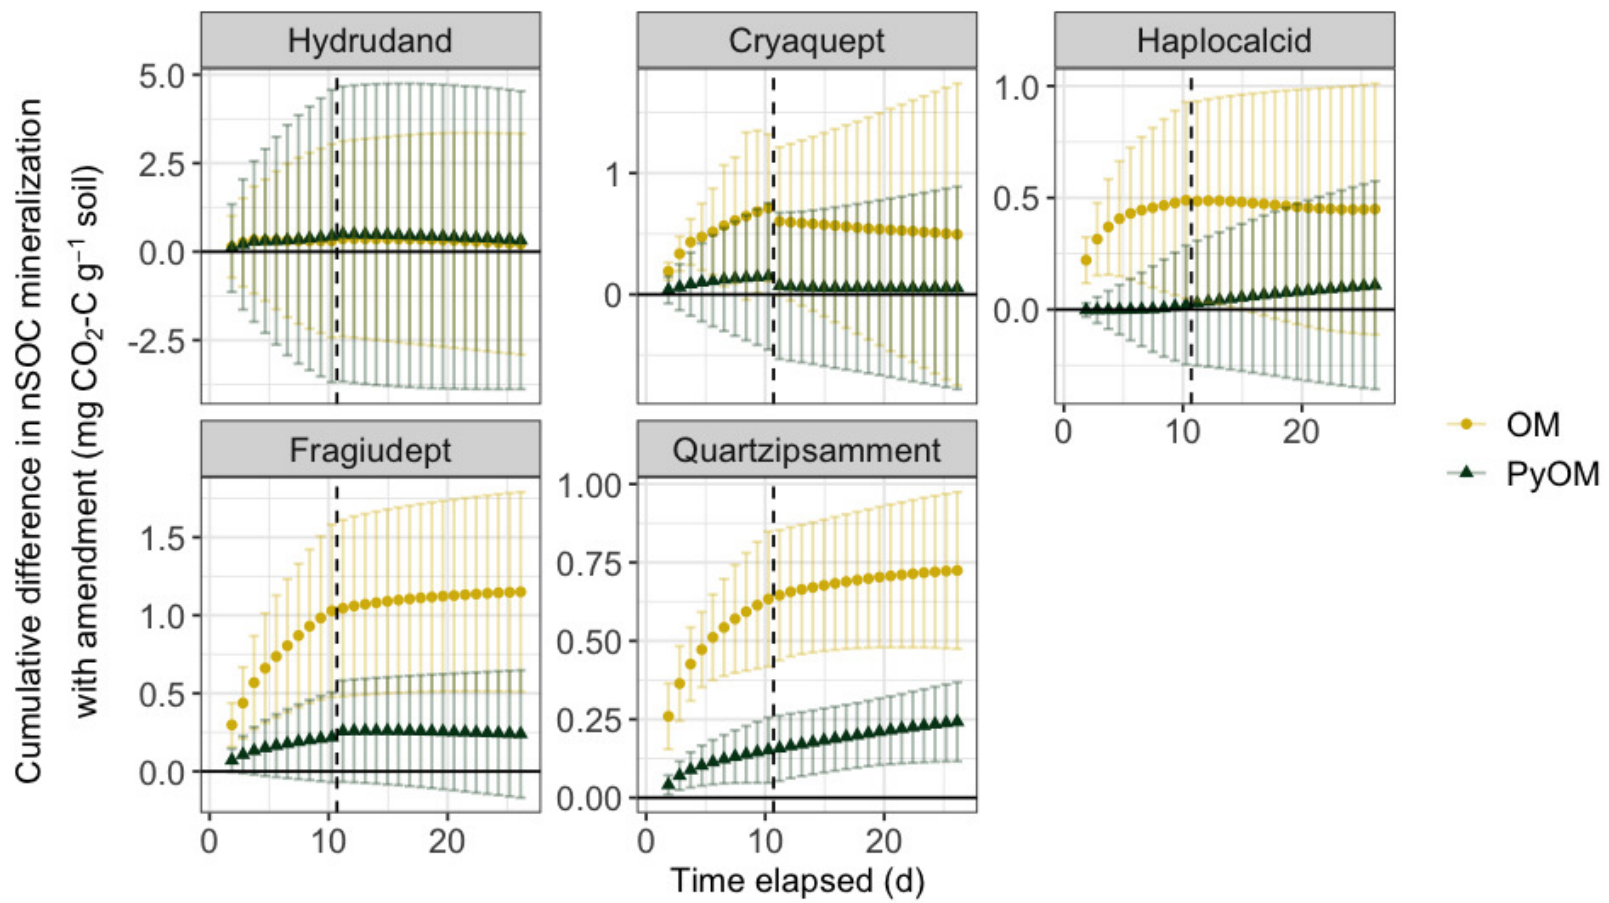 Cumulative difference in nSOC mineralization
with amendment (mg CO₂-C g⁻¹ soil)
Hydrudand
5.0
2.5
0.0
-2.5
Cryaquept
1
0
Haplocalcid
1.0
0.5
0.0
0 10 20
Fragiudept
1.5
1.0
0.5
0.0
0 10 20
Quartzipsamment
1.00
0.75
0.50
0.25
0.00
0 10 20
Time elapsed (d)
OM
PyOM